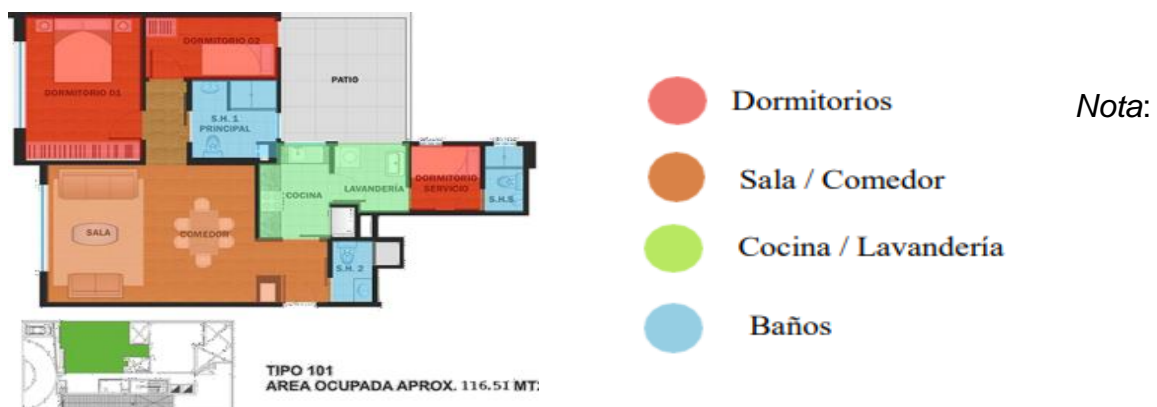 DORMITORIO 02
PATIO
DORMITORIO 01
S.H. 1
PRINCIPAL
DORMITORIO
SERVICIO
LAVANDERÍA
COCINA
S.H.S.
SALA
COMEDOR
S.H. 2
TIPO 101
AREA OCUPADA APROX. 116.51 MT2
Dormitorios
Sala / Comedor
Cocina / Lavandería
Baños
Nota: